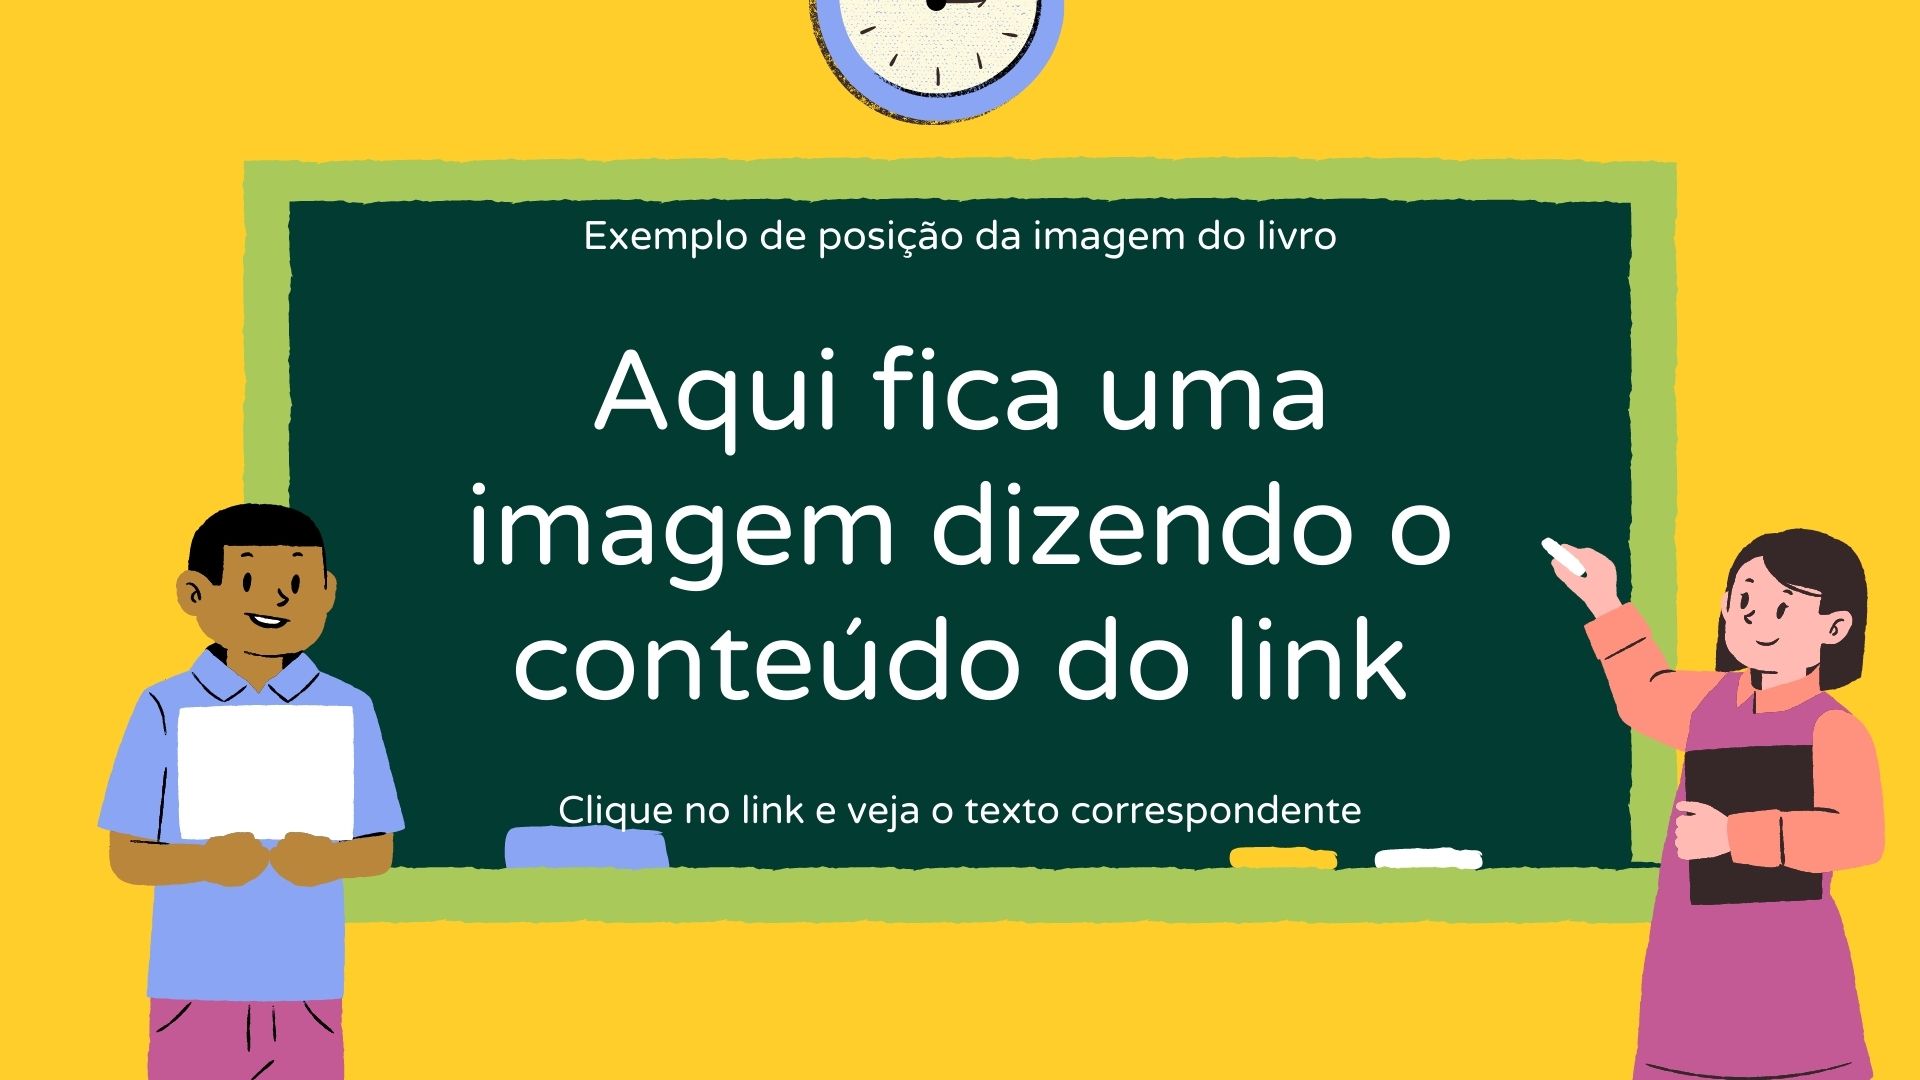 Exemplo de posição da imagem do livro
Aqui fica uma
imagem dizendo o
conteúdo do link
Clique no link e veja o texto correspondente